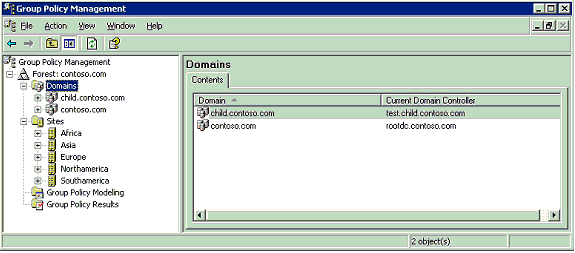 Group Policy Management
File Action View Window Help
Group Policy Management
Forest: contoso.com
Domains
child.contoso.com
contoso.com
Sites
Africa
Asia
Europe
Northamerica
Southamerica
Group Policy Modeling
Group Policy Results
Domains
Contents
Domain Current Domain Controller
child.contoso.com test.child.contoso.com
contoso.com rootdc.contoso.com
2 object(s)